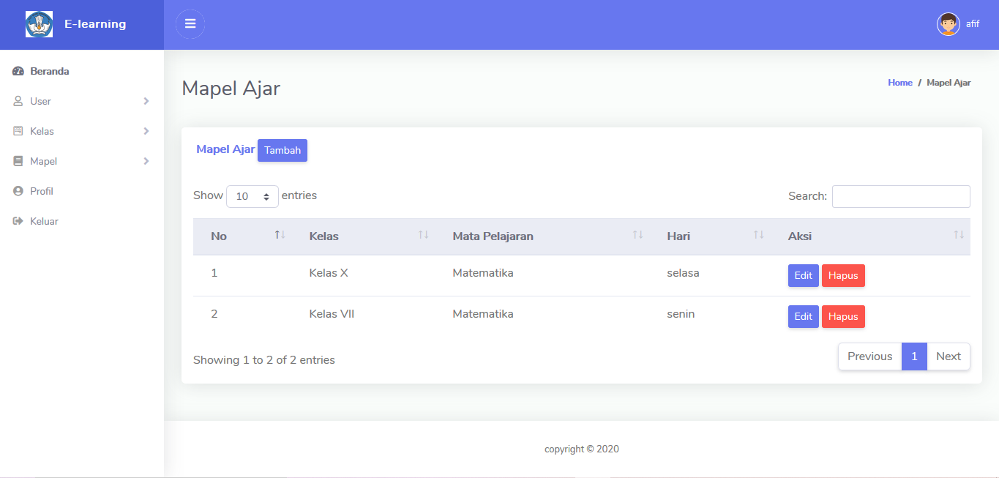 E-learning
afif
Beranda
User
Kelas
Mapel
Profil
Keluar
Mapel Ajar
Home / Mapel Ajar
Mapel Ajar Tambah
Show 10 entries
Search:
No Kelas Mata Pelajaran Hari Aksi
1 Kelas X Matematika selasa Edit Hapus
2 Kelas VII Matematika senin Edit Hapus
Showing 1 to 2 of 2 entries
Previous 1 Next
copyright © 2020